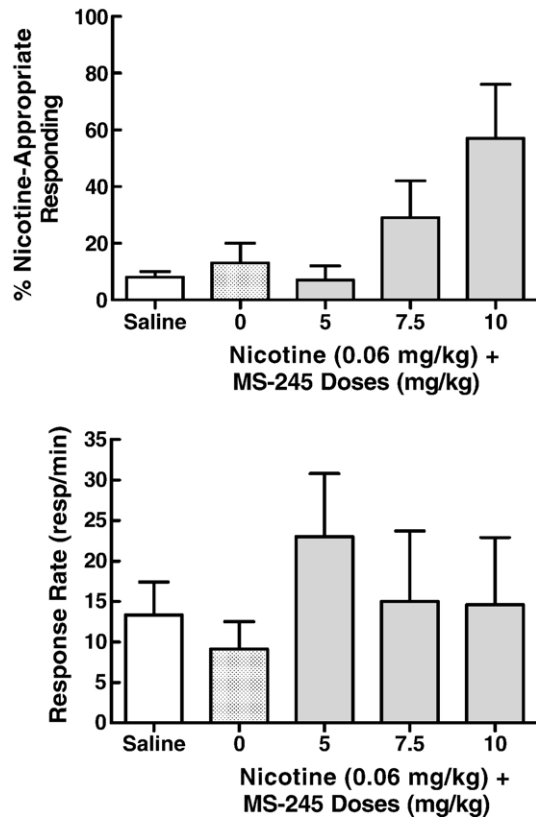 100
80
60
40
20
0
% Nicotine-Appropriate
Responding
Saline 0 5 7.5 10
Nicotine (0.06 mg/kg) +
MS-245 Doses (mg/kg)
35
30
25
20
15
10
5
0
Response Rate (resp/min)
Saline 0 5 7.5 10
Nicotine (0.06 mg/kg) +
MS-245 Doses (mg/kg)